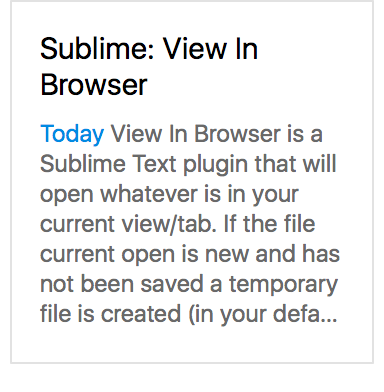 Sublime: View In
Browser
Today View In Browser is a
Sublime Text plugin that will
open whatever is in your
current view/tab. If the file
current open is new and has
not been saved a temporary
file is created (in your defa...